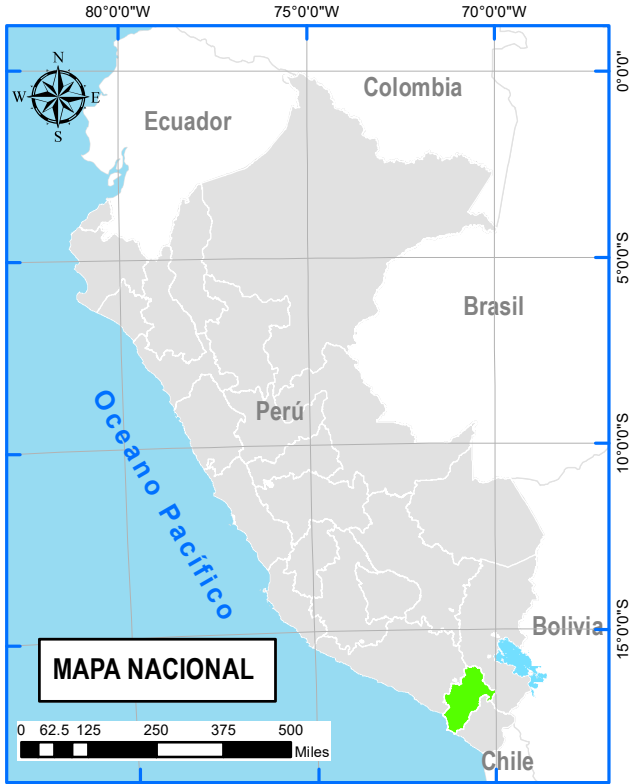 80°0'0"W 75°0'0"W 70°0'0"W
N
W E
S
0°0'0"
Colombia
Ecuador
5°0'0"S
Brasil
Perú
10°0'0"S
Oceano Pacífico
Bolivia
15°0'0"S
MAPA NACIONAL
0 62.5 125 250 375 500
Miles
Chile